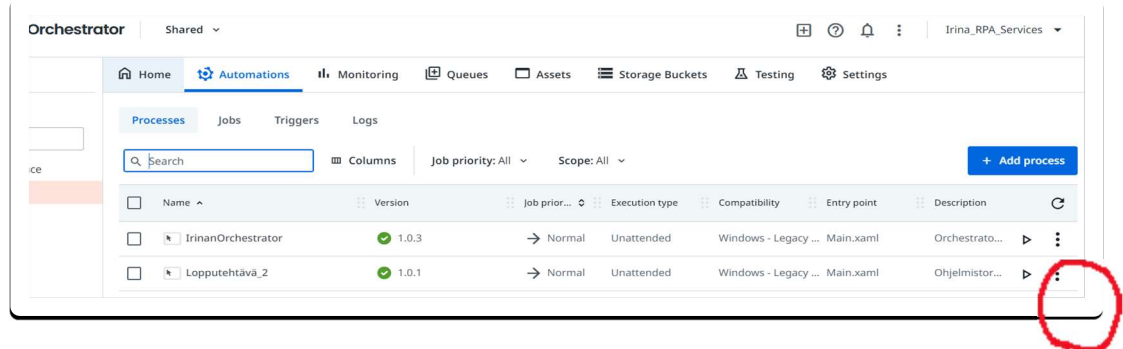 Orchestrator Shared Irina_RPA_Services
Home Automations Monitoring Queues Assets Storage Buckets Testing Settings
Processes Jobs Triggers Logs
ce
Search Columns Job priority: All Scope: All + Add process
Name Version Job prior... Execution type Compatibility Entry point Description
IrinanOrchestrator 1.0.3 Normal Unattended Windows - Legacy ... Main.xaml Orchestrato...
Lopputehtävä_2 1.0.1 Normal Unattended Windows - Legacy ... Main.xaml Ohjelmistor...